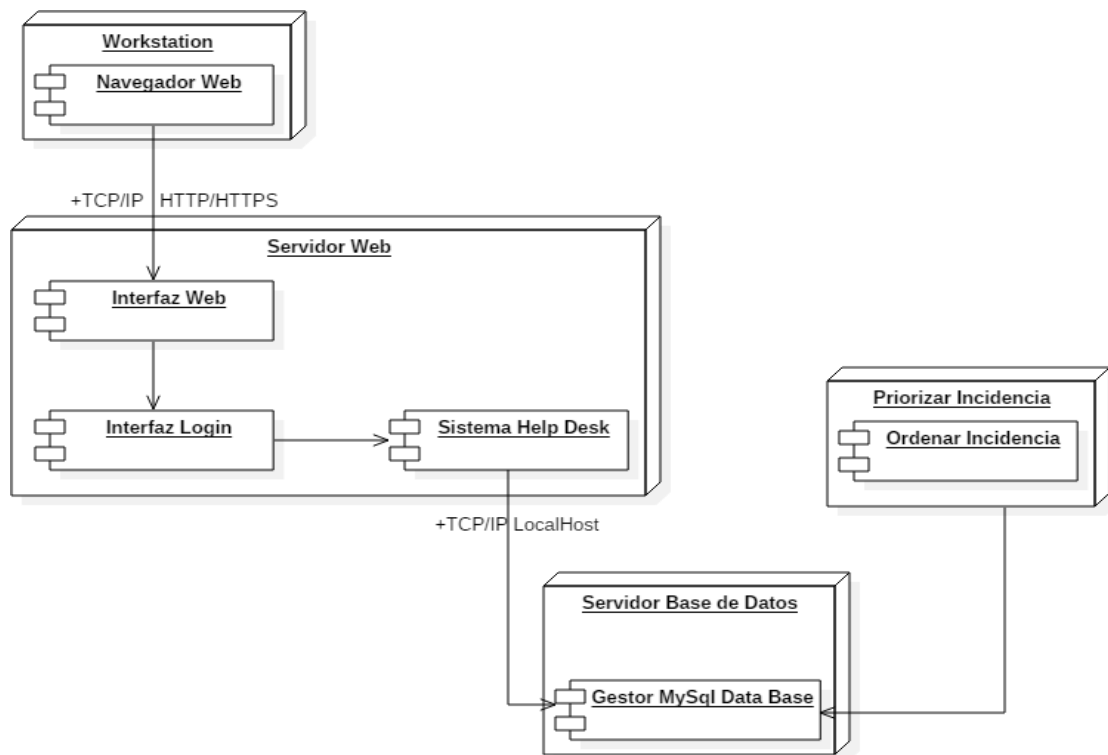 Workstation
Navegador Web
+TCP/IP HTTP/HTTPS
Servidor Web
Interfaz Web
Interfaz Login
Sistema Help Desk
Priorizar Incidencia
Ordenar Incidencia
+TCP/IP LocalHost
Servidor Base de Datos
Gestor MySql Data Base